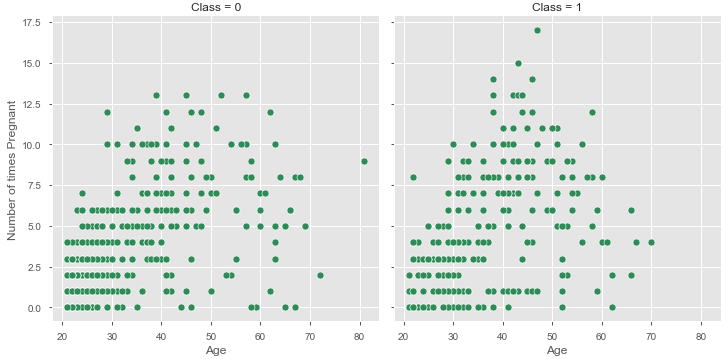 Class = 0
Class = 1
17.5
15.0
12.5
10.0
7.5
5.0
2.5
0.0
Number of times Pregnant
20 30 40 50 60 70 80
20 30 40 50 60 70 80
Age
Age